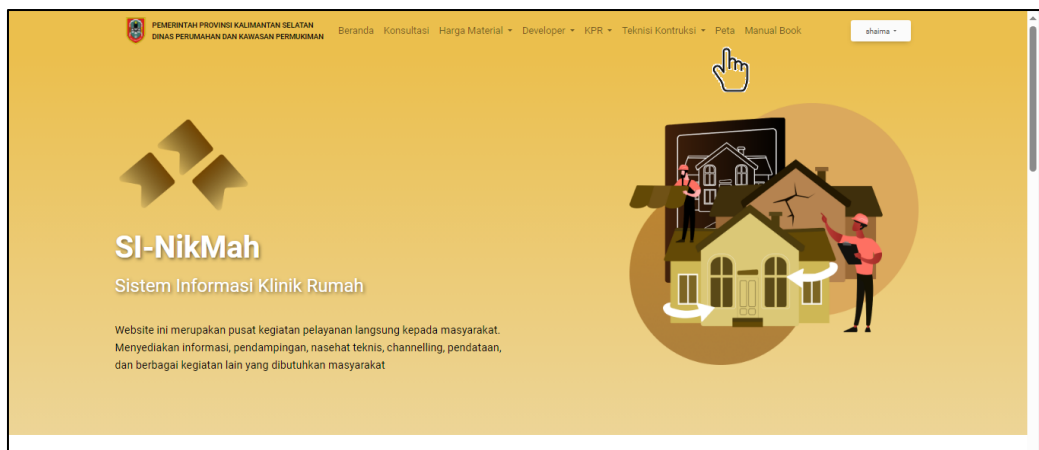 PEMERINTAH PROVINSI KALIMANTAN SELATAN
DINAS PERUMAHAN DAN KAWASAN PERMUKIMAN
Beranda Konsultasi Harga Material Developer KPR Teknisi Kontruksi Peta Manual Book
shaima
SI-NikMah
Sistem Informasi Klinik Rumah
Website ini merupakan pusat kegiatan pelayanan langsung kepada masyarakat.
Menyediakan informasi, pendampingan, nasehat teknis, channelling, pendataan,
dan berbagai kegiatan lain yang dibutuhkan masyarakat